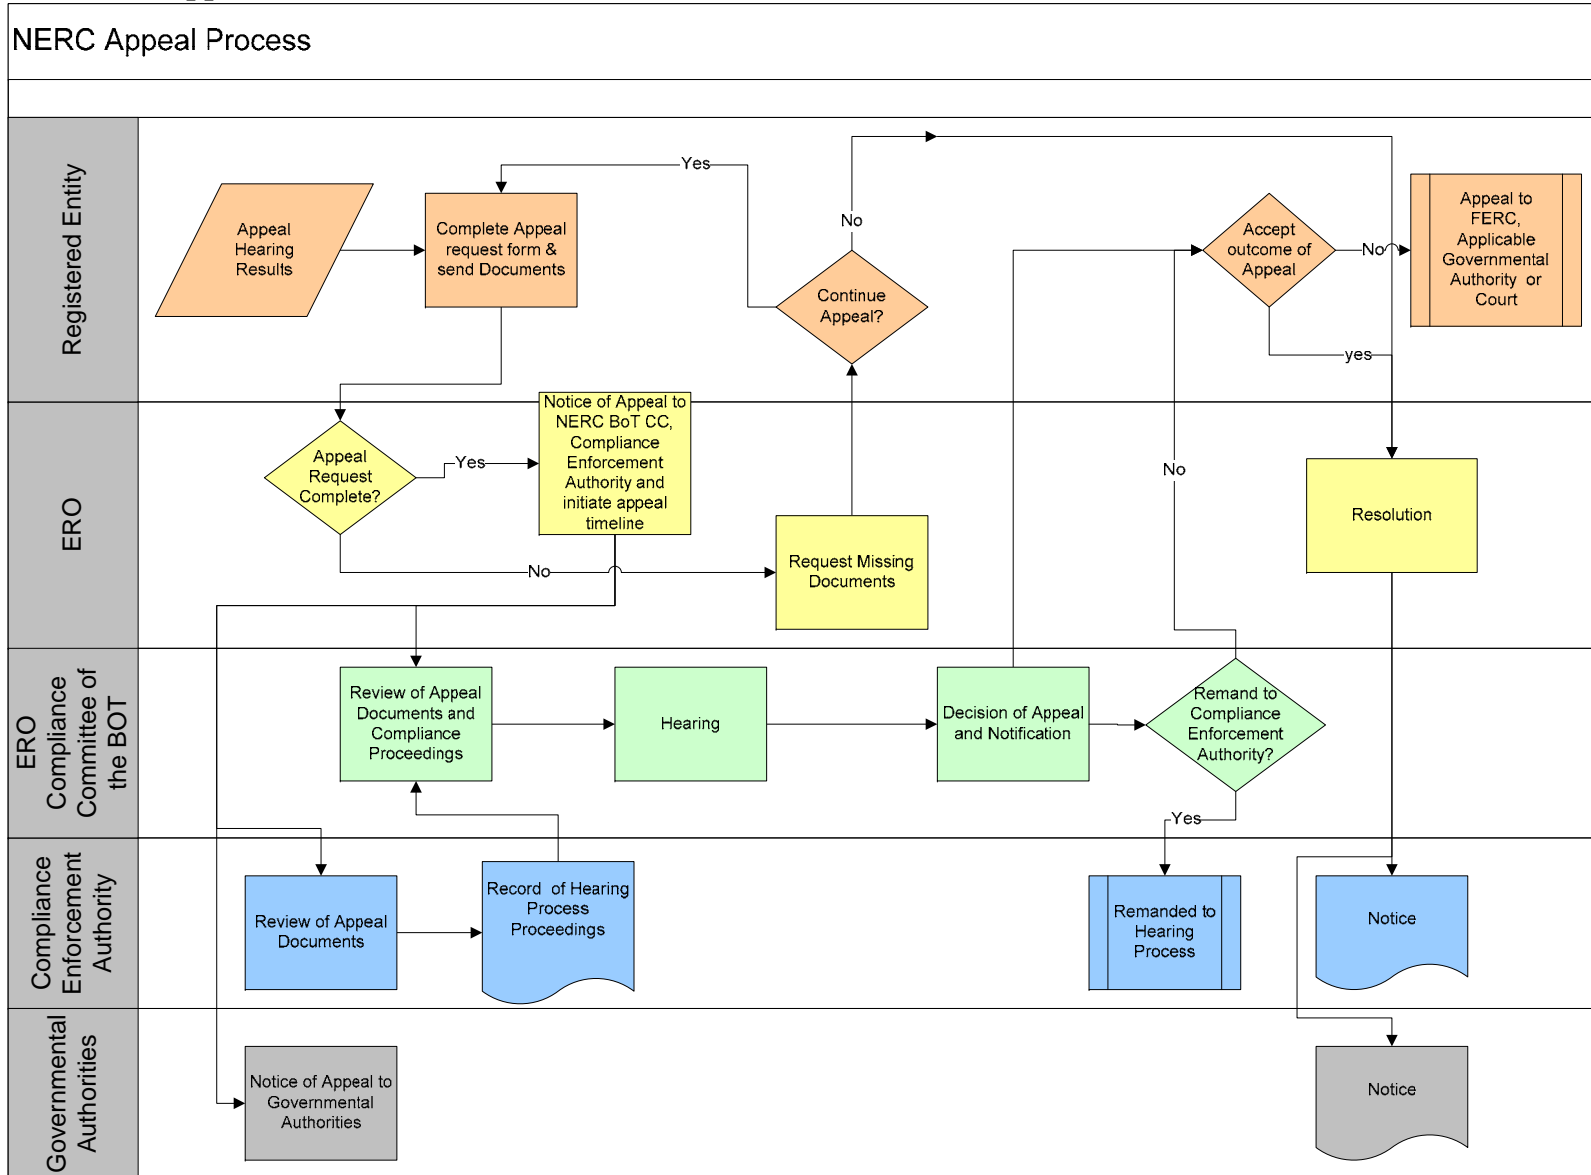 NERC Appeal Process
Registered Entity
Appeal
Hearing
Results
Complete Appeal
request form &
send Documents
Yes
No
Continue
Appeal?
Accept
outcome of
Appeal
No
yes
Appeal to
FERC,
Applicable
Governmental
Authority or
Court
ERO
Appeal
Request
Complete?
Yes
No
Notice of Appeal to
NERC BoT CC,
Compliance
Enforcement
Authority and
initiate appeal
timeline
Request Missing
Documents
No
Resolution
ERO
Compliance
Committee of
the BOT
Review of Appeal
Documents and
Compliance
Proceedings
Hearing
Decision of Appeal
and Notification
Remand to
Compliance
Enforcement
Authority?
Yes
Compliance
Enforcement
Authority
Review of Appeal
Documents
Record of Hearing
Process
Proceedings
Remanded to
Hearing
Process
Notice
Governmental
Authorities
Notice of Appeal to
Governmental
Authorities
Notice